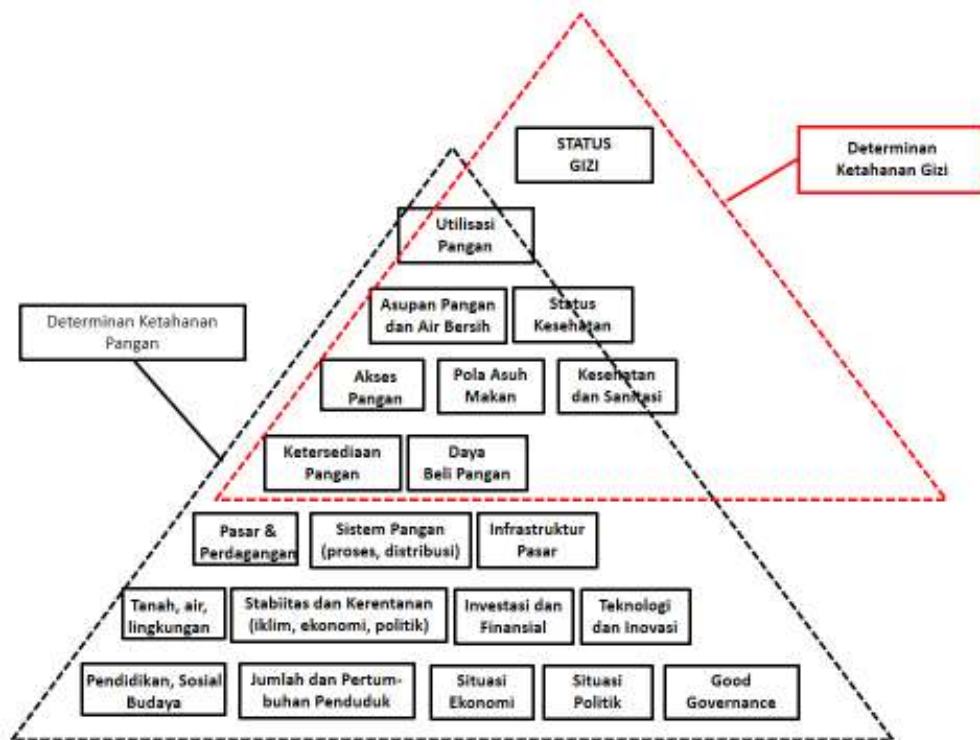 STATUS
GIZI
Determinan
Ketahanan Gizi
Utilisasi
Pangan
Determinan Ketahanan
Pangan
Asupan Pangan
dan Air Bersih
Status
Kesehatan
Akses
Pangan
Pola Asuh
Makan
Kesehatan
dan Sanitasi
Ketersediaan
Pangan
Daya
Beli Pangan
Pasar &
Perdagangan
Sistem Pangan
(proses, distribusi)
Infrastruktur
Pasar
Tanah, air,
lingkungan
Stabiitas dan Kerentanan
(iklim, ekonomi, politik)
Investasi dan
Finansial
Teknologi
dan Inovasi
Pendidikan, Sosial
Budaya
Jumlah dan Pertum-
buhan Penduduk
Situasi
Ekonomi
Situasi
Politik
Good
Governance